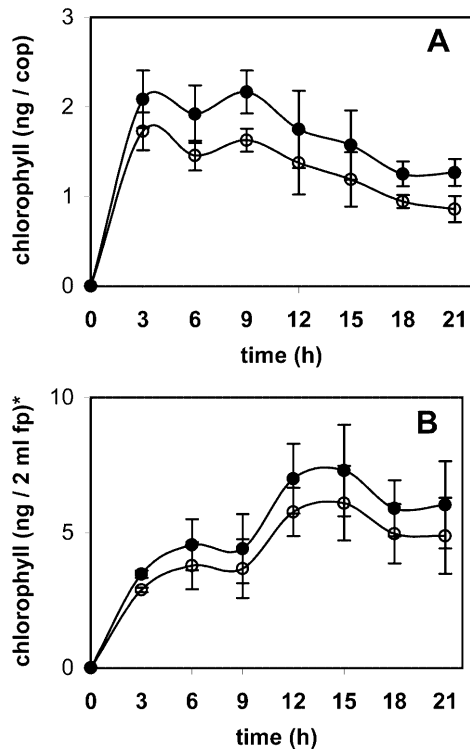 3
A
chlorophyll (ng / cop)
2
1
0
0 3 6 9 12 15 18 21
time (h)
10
B
chlorophyll (ng / 2 ml fp)*
5
0
0 3 6 9 12 15 18 21
time (h)